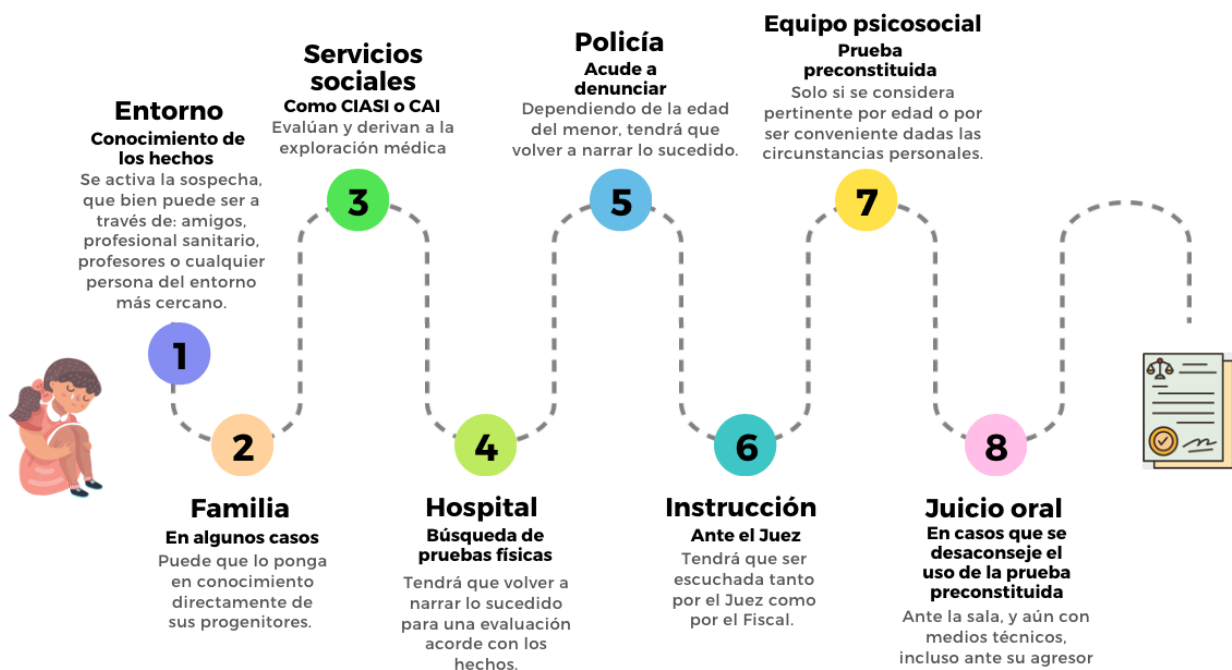 1
Entorno
Conocimiento de
los hechos
Se activa la sospecha,
que bien puede ser a
través de: amigos,
profesional sanitario,
profesores o cualquier
persona del entorno
más cercano.
2
Familia
En algunos casos
Puede que lo ponga
en conocimiento
directamente de
sus progenitores.
3
Servicios
sociales
Como CIASI o CAI
Evalúan y derivan a la
exploración médica
4
Hospital
Búsqueda de
pruebas físicas
Tendrá que volver a
narrar lo sucedido
para una evaluación
acorde con los
hechos.
5
Policía
Acude a
denunciar
Dependiendo de la edad
del menor, tendrá que
volver a narrar lo sucedido.
6
Instrucción
Ante el Juez
Tendrá que ser
escuchada tanto
por el Juez como
por el Fiscal.
7
Equipo psicosocial
Prueba
preconstituida
Solo si se considera
pertinente por edad o por
ser conveniente dadas las
circunstancias personales.
8
Juicio oral
En casos que se
desaconseje el
uso de la prueba
preconstituida
Ante la sala, y aún con
medios técnicos,
incluso ante su agresor